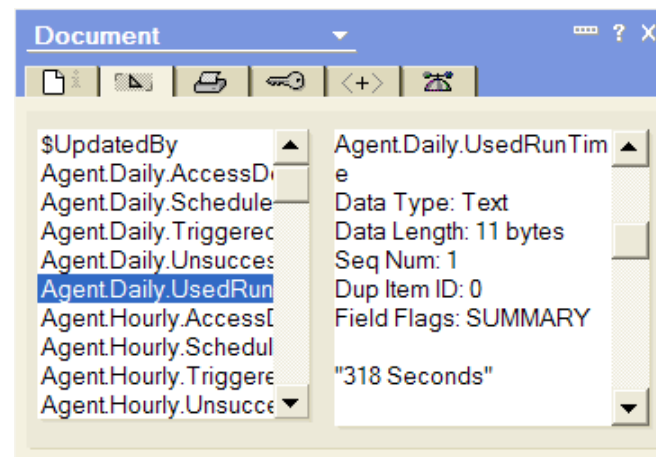 Document
? X
<+>
$UpdatedBy
Agent.Daily.AccessD
Agent.Daily.Schedule
Agent.Daily.Triggered
Agent.Daily.Unsucces
Agent.Daily.UsedRun
Agent.Hourly.AccessD
Agent.Hourly.Schedul
Agent.Hourly.Triggere
Agent.Hourly.Unsucce
Agent.Daily.UsedRunTim
e
Data Type: Text
Data Length: 11 bytes
Seq Num: 1
Dup Item ID: 0
Field Flags: SUMMARY
"318 Seconds"